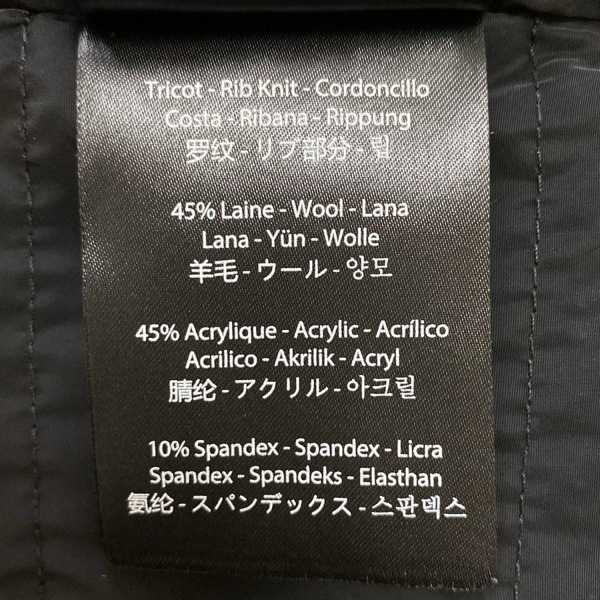 Tricot - Rib Knit - Cordoncillo
Costa - Ribana - Rippung
罗纹 - リブ部分 - 립
45% Laine - Wool - Lana
Lana - Yün - Wolle
羊毛 - ウール - 양모
45% Acrylique - Acrylic - Acrílico
Acrilico - Akrilik - Acryl
腈纶 - アクリル - 아크릴
10% Spandex - Spandex - Licra
Spandex - Spandeks - Elasthan
氨纶 - スパンデックス - 스판덱스